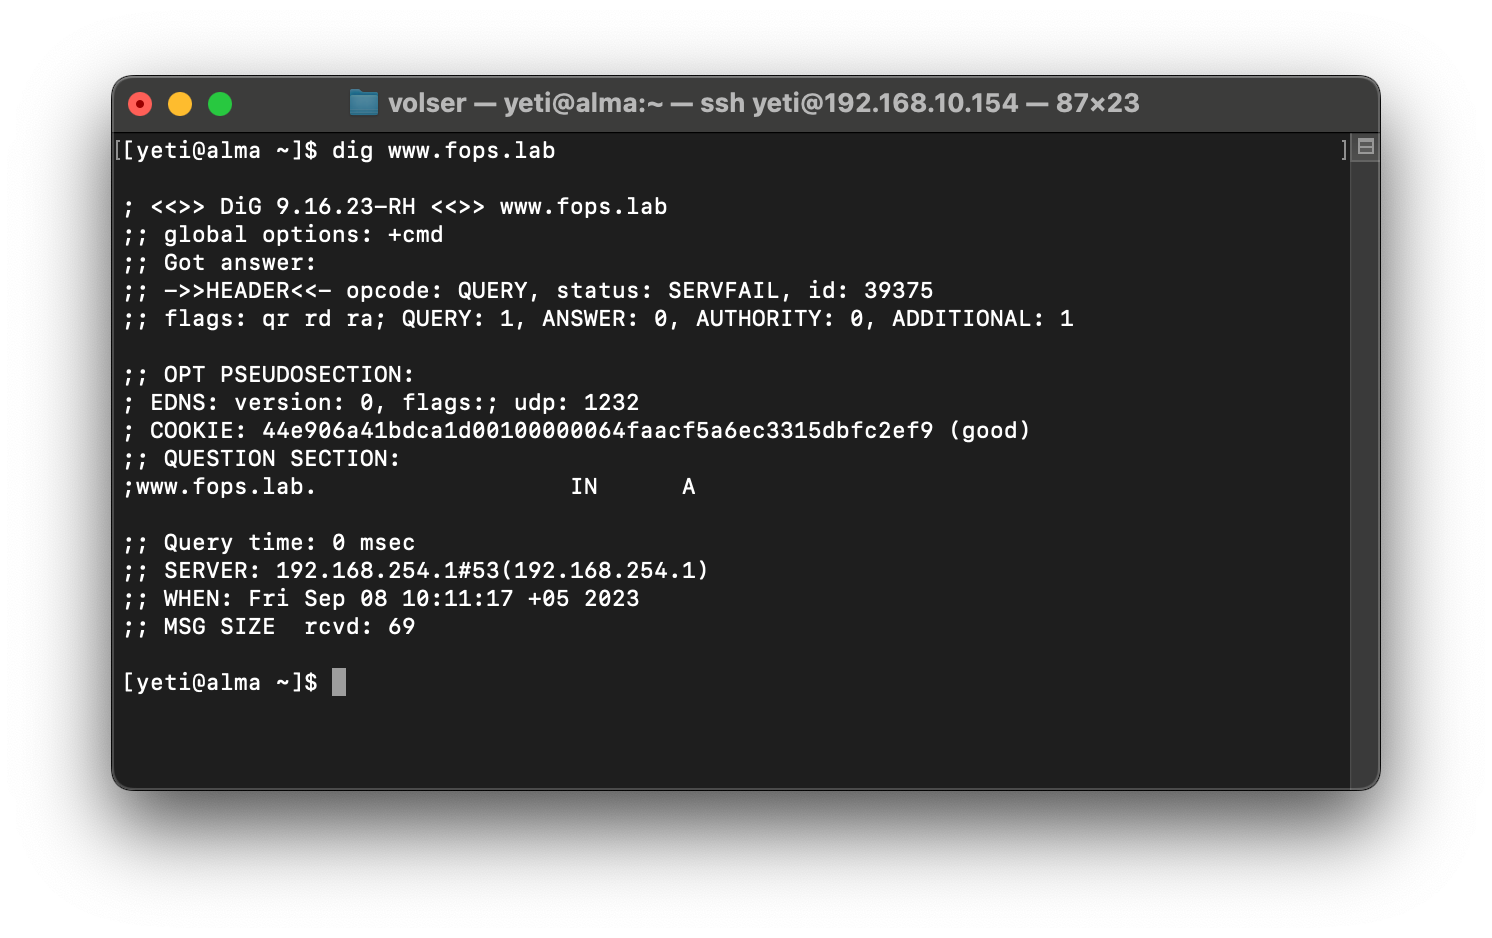 volser — yeti@alma:~ — ssh yeti@192.168.10.154 — 87×23
[[yeti@alma ~]$ dig www.fops.lab ]

; <<>> DiG 9.16.23-RH <<>> www.fops.lab
;; global options: +cmd
;; Got answer:
;; ->>HEADER<<- opcode: QUERY, status: SERVFAIL, id: 39375
;; flags: qr rd ra; QUERY: 1, ANSWER: 0, AUTHORITY: 0, ADDITIONAL: 1

;; OPT PSEUDOSECTION:
; EDNS: version: 0, flags:; udp: 1232
; COOKIE: 44e906a41bdca1d00100000064faacf5a6ec3315dbfc2ef9 (good)
;; QUESTION SECTION:
;www.fops.lab. IN A

;; Query time: 0 msec
;; SERVER: 192.168.254.1#53(192.168.254.1)
;; WHEN: Fri Sep 08 10:11:17 +05 2023
;; MSG SIZE  rcvd: 69

[yeti@alma ~]$